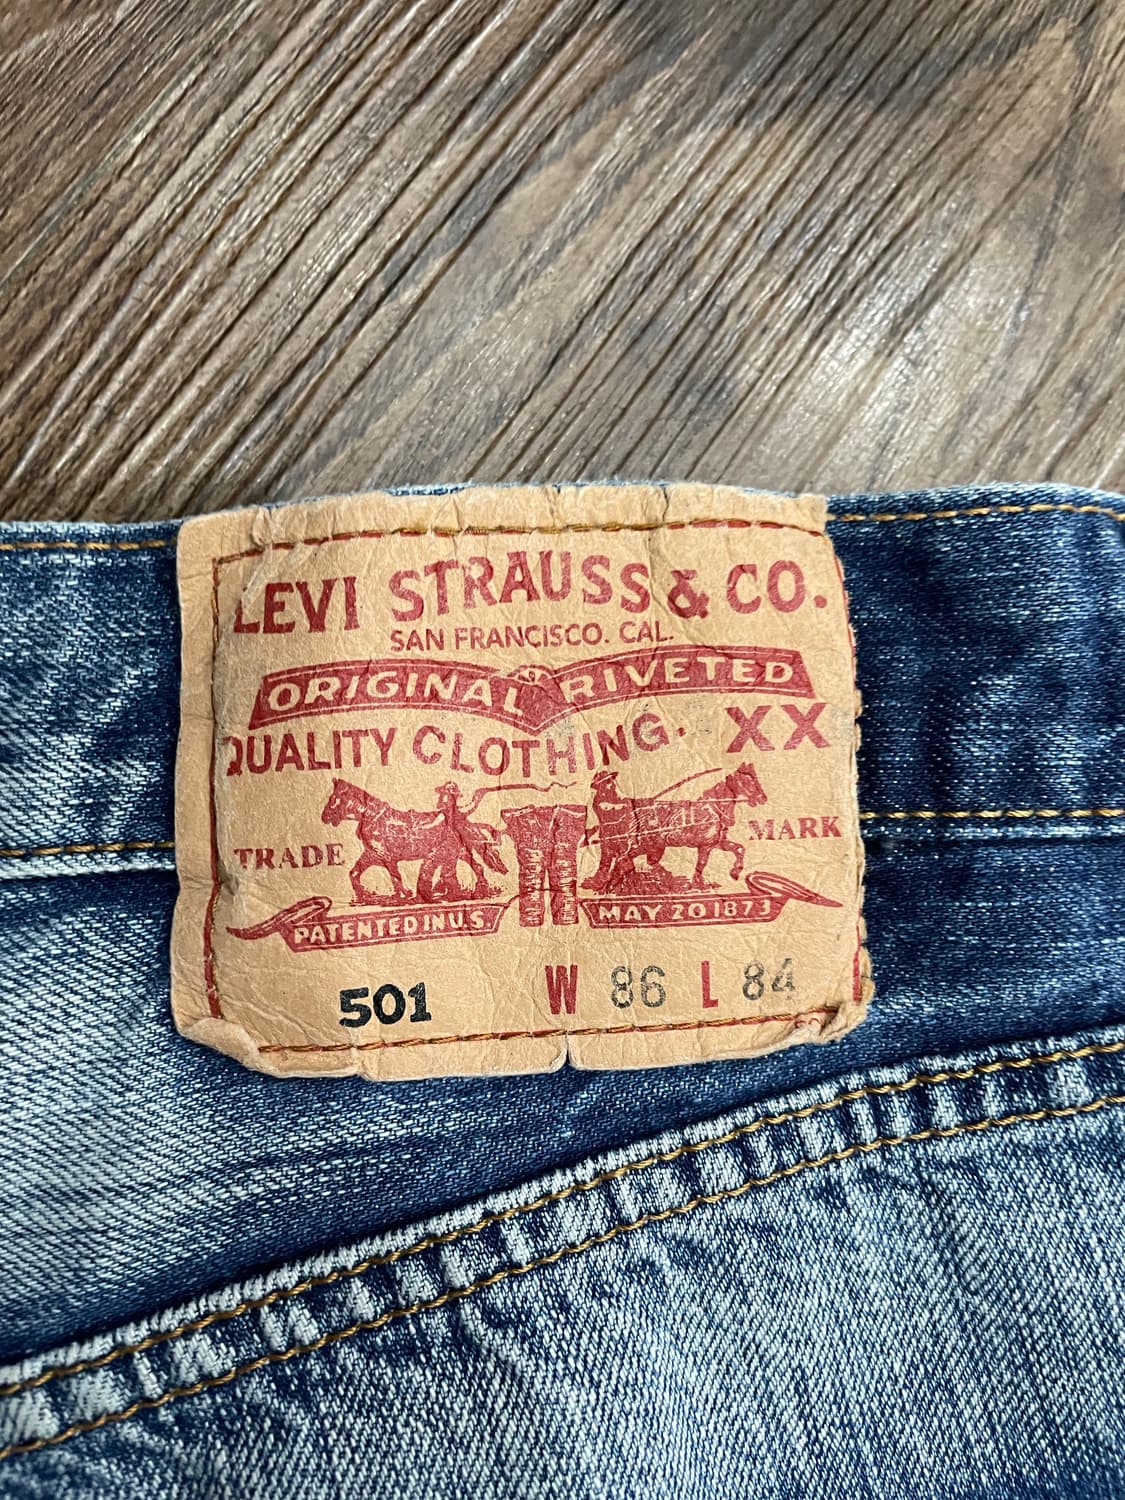 LEVI STRAUSS & CO.
SAN FRANCISCO. CAL.
ORIGINAL RIVETED
QUALITY CLOTHING. XX
TRADE MARK
PATENTED IN U.S. MAY 20 1873
501 W 86 L 84